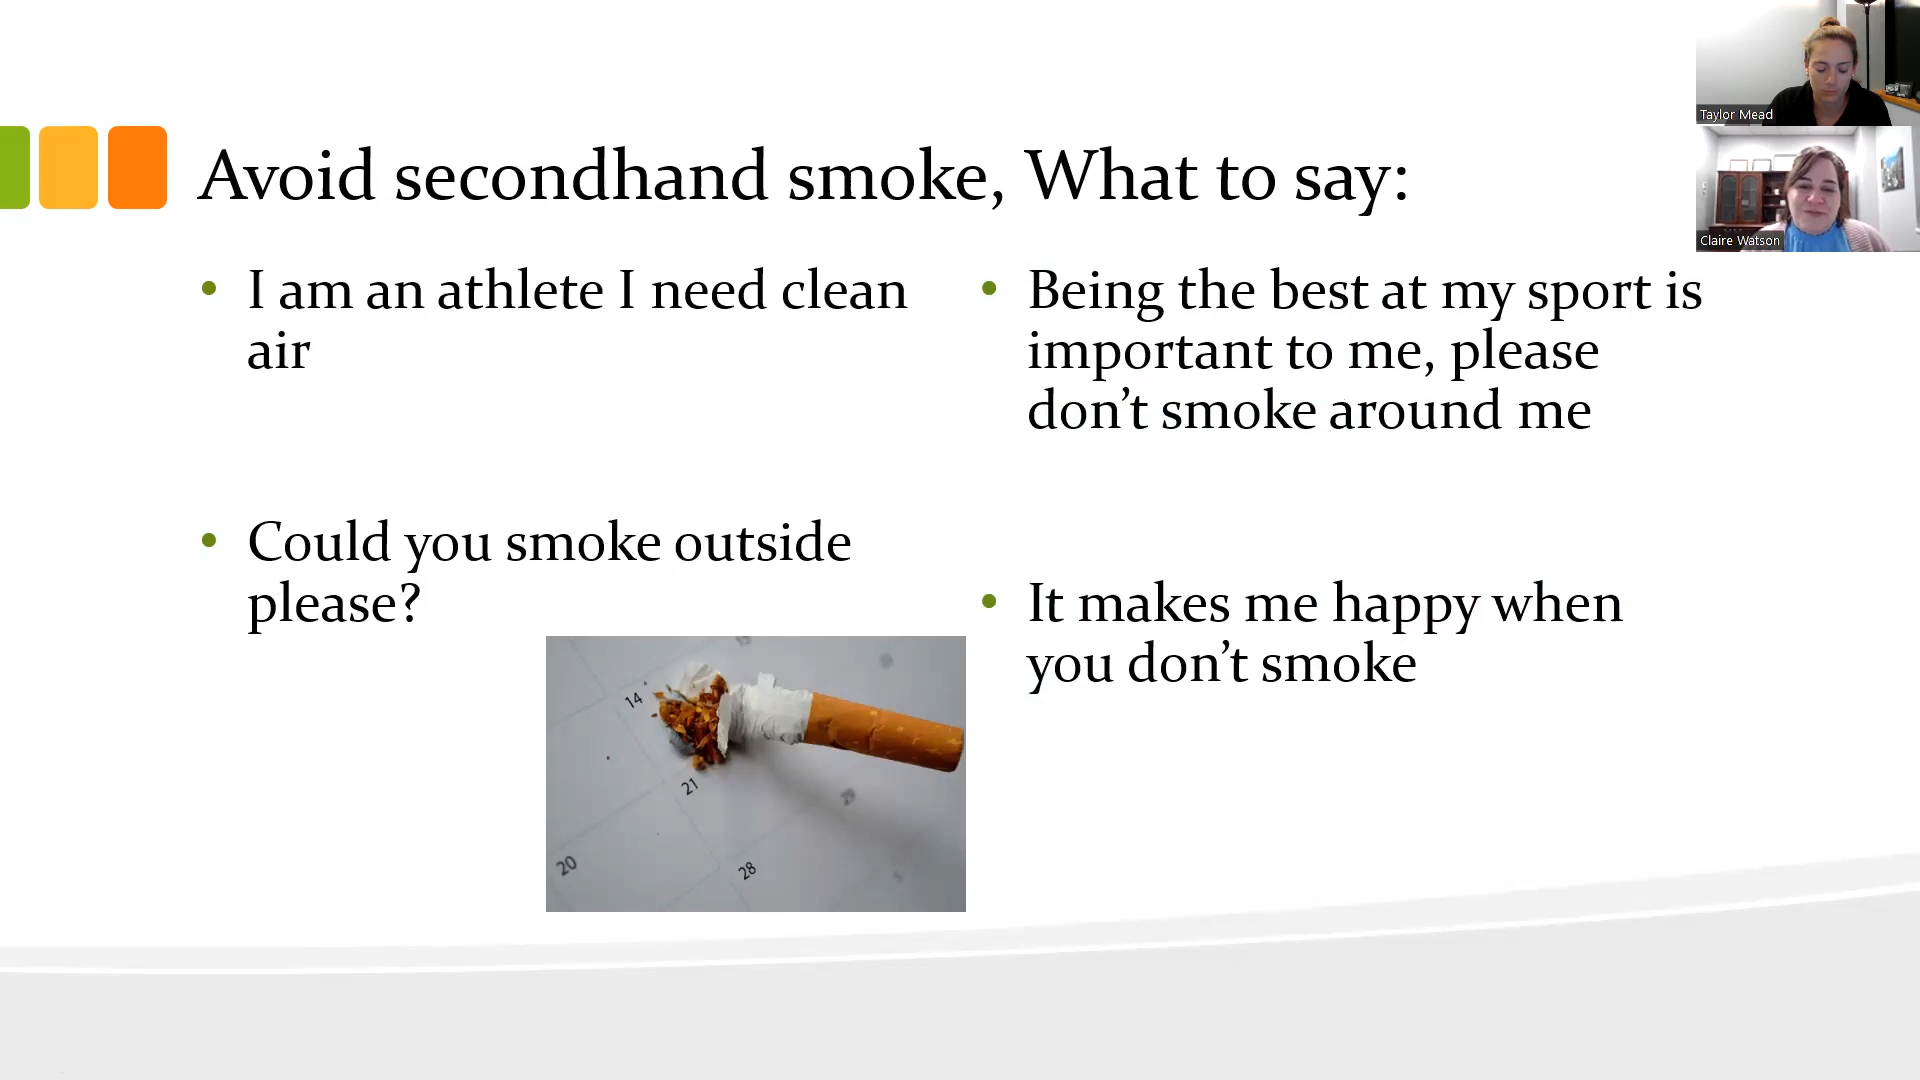 Taylor Mead
Claire Watson
Avoid secondhand smoke, What to say:
I am an athlete I need clean
air
Could you smoke outside
please?
Being the best at my sport is
important to me, please
don’t smoke around me
It makes me happy when
you don’t smoke
14
21
20
28